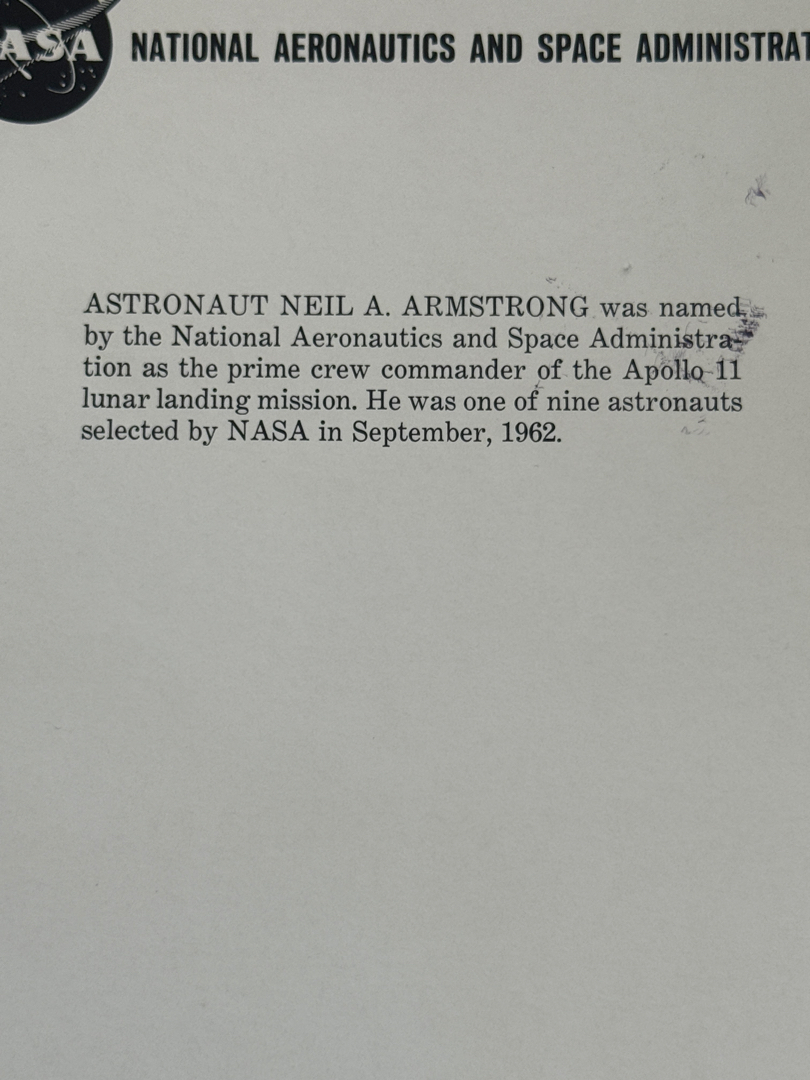 ASA NATIONAL AERONAUTICS AND SPACE ADMINISTRAT
ASTRONAUT NEIL A. ARMSTRONG was named
by the National Aeronautics and Space Administra-
tion as the prime crew commander of the Apollo 11
lunar landing mission. He was one of nine astronauts
selected by NASA in September, 1962.